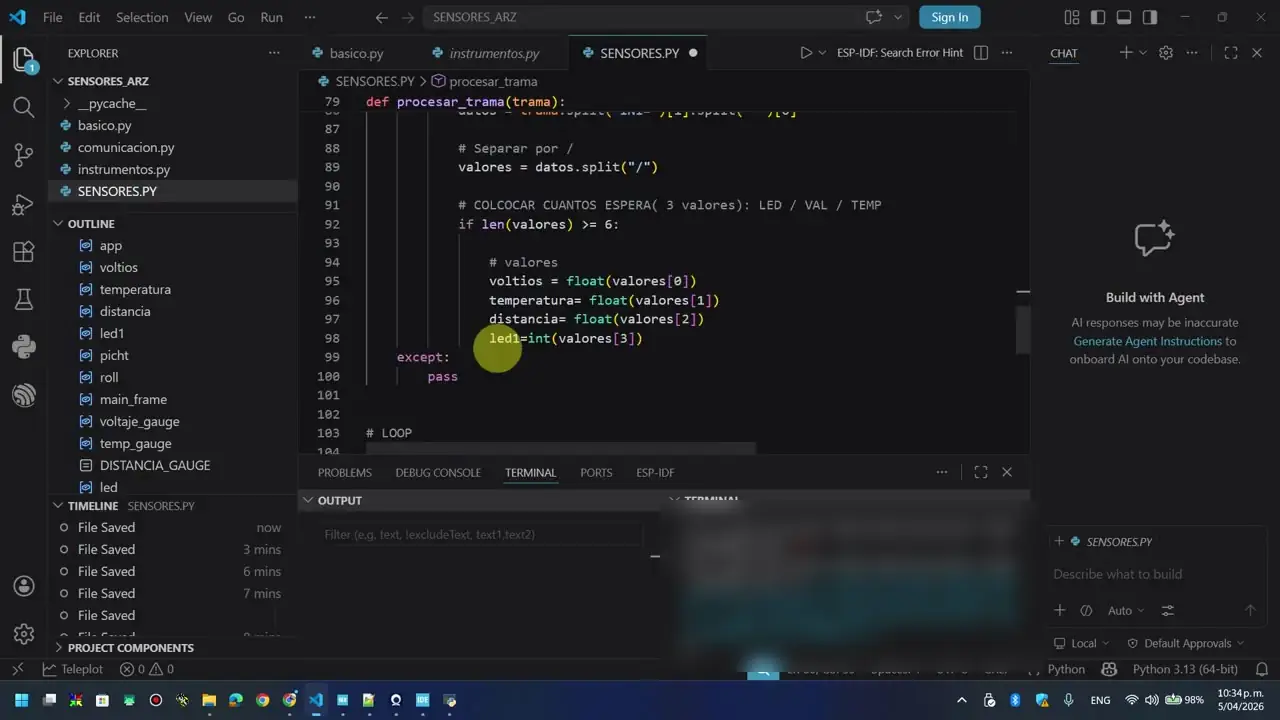 File Edit Selection View Go Run ···
SENSORES_ARZ
Sign In
EXPLORER
SENSORES_ARZ
__pycache__
basico.py
comunicacion.py
instrumentos.py
SENSORES.PY
OUTLINE
app
voltios
temperatura
distancia
led1
picht
roll
main_frame
voltaje_gauge
temp_gauge
DISTANCIA_GAUGE
led
TIMELINE SENSORES.PY
File Saved now
File Saved 3 mins
File Saved 6 mins
File Saved 7 mins
File Saved
PROJECT COMPONENTS
basico.py instrumentos.py SENSORES.PY
ESP-IDF: Search Error Hint
SENSORES.PY > procesar_trama
79 def procesar_trama(trama):
87
88 # Separar por /
89 valores = datos.split("/")
90
91 # COLCOCAR CUANTOS ESPERA( 3 valores): LED / VAL / TEMP
92 if len(valores) >= 6:
93
94 # valores
95 voltios = float(valores[0])
96 temperatura= float(valores[1])
97 distancia= float(valores[2])
98 led1=int(valores[3])
99 except:
100 pass
101
102
103 # LOOP
PROBLEMS DEBUG CONSOLE TERMINAL PORTS ESP-IDF
OUTPUT
Filter (e.g. text, !excludeText, text1,text2)
CHAT
Build with Agent
AI responses may be inaccurate
Generate Agent Instructions to
onboard AI onto your codebase.
SENSORES.PY
Describe what to build
Auto
Local Default Approvals
Teleplot 0 0
Python Python 3.13 (64-bit)
ENG 98% 10:34 p.m.
5/04/2026